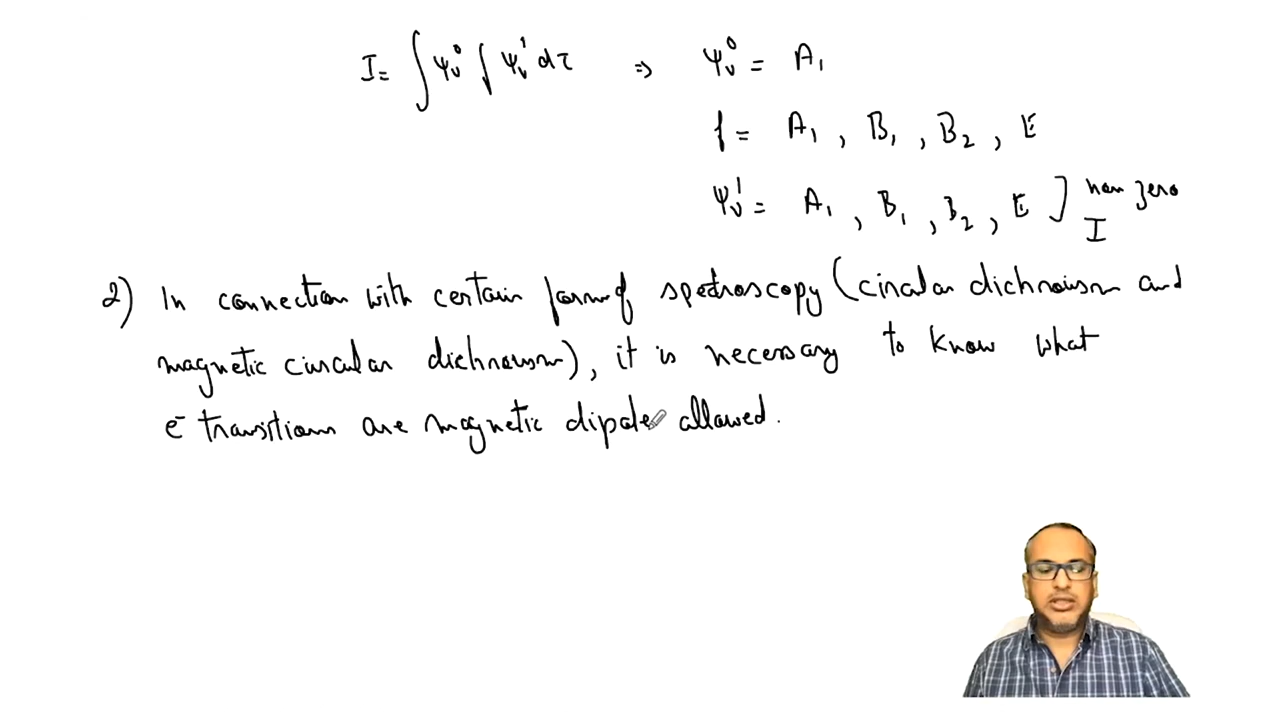 I = ∫ψᵥ⁰ ∫ ψᵥ¹ dτ ⇒ ψᵥ⁰ = A₁
f = A₁, B₁, B₂, E
ψᵥ¹ = A₁, B₁, B₂, E ] non zero
I
2) In connection with certain form of spectroscopy (circular dichroism and
magnetic circular dichroism), it is necessary to know what
e⁻ transitions are magnetic dipole allowed.